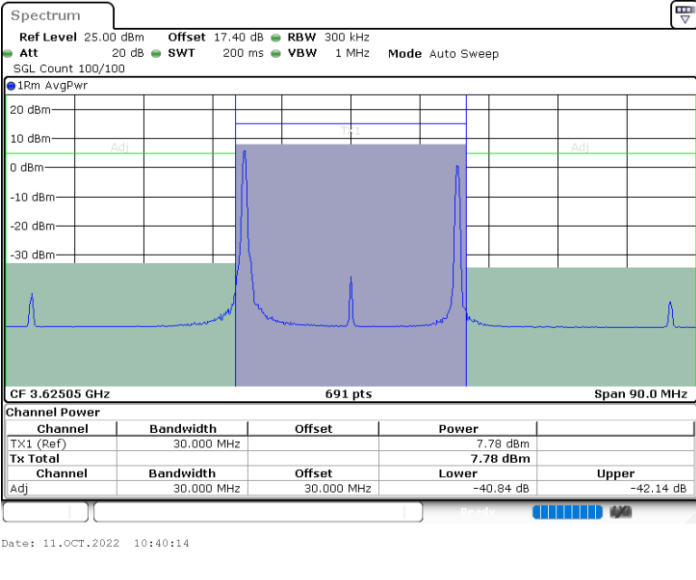 Spectrum
Ref Level 25.00 dBm Offset 17.40 dB RBW 300 kHz
Att 20 dB SWT 200 ms VBW 1 MHz Mode Auto Sweep
SGL Count 100/100
1Rm AvgPwr
20 dBm
TX1
10 dBm
Adj Adj
0 dBm
-10 dBm
-20 dBm
-30 dBm
CF 3.62505 GHz 691 pts Span 90.0 MHz
Channel Power
Channel Bandwidth Offset Power
TX1 (Ref) 30.000 MHz 7.78 dBm
Tx Total 7.78 dBm
Channel Bandwidth Offset Lower Upper
Adj 30.000 MHz 30.000 MHz -40.84 dB -42.14 dB
Ready
Date: 11.OCT.2022 10:40:14